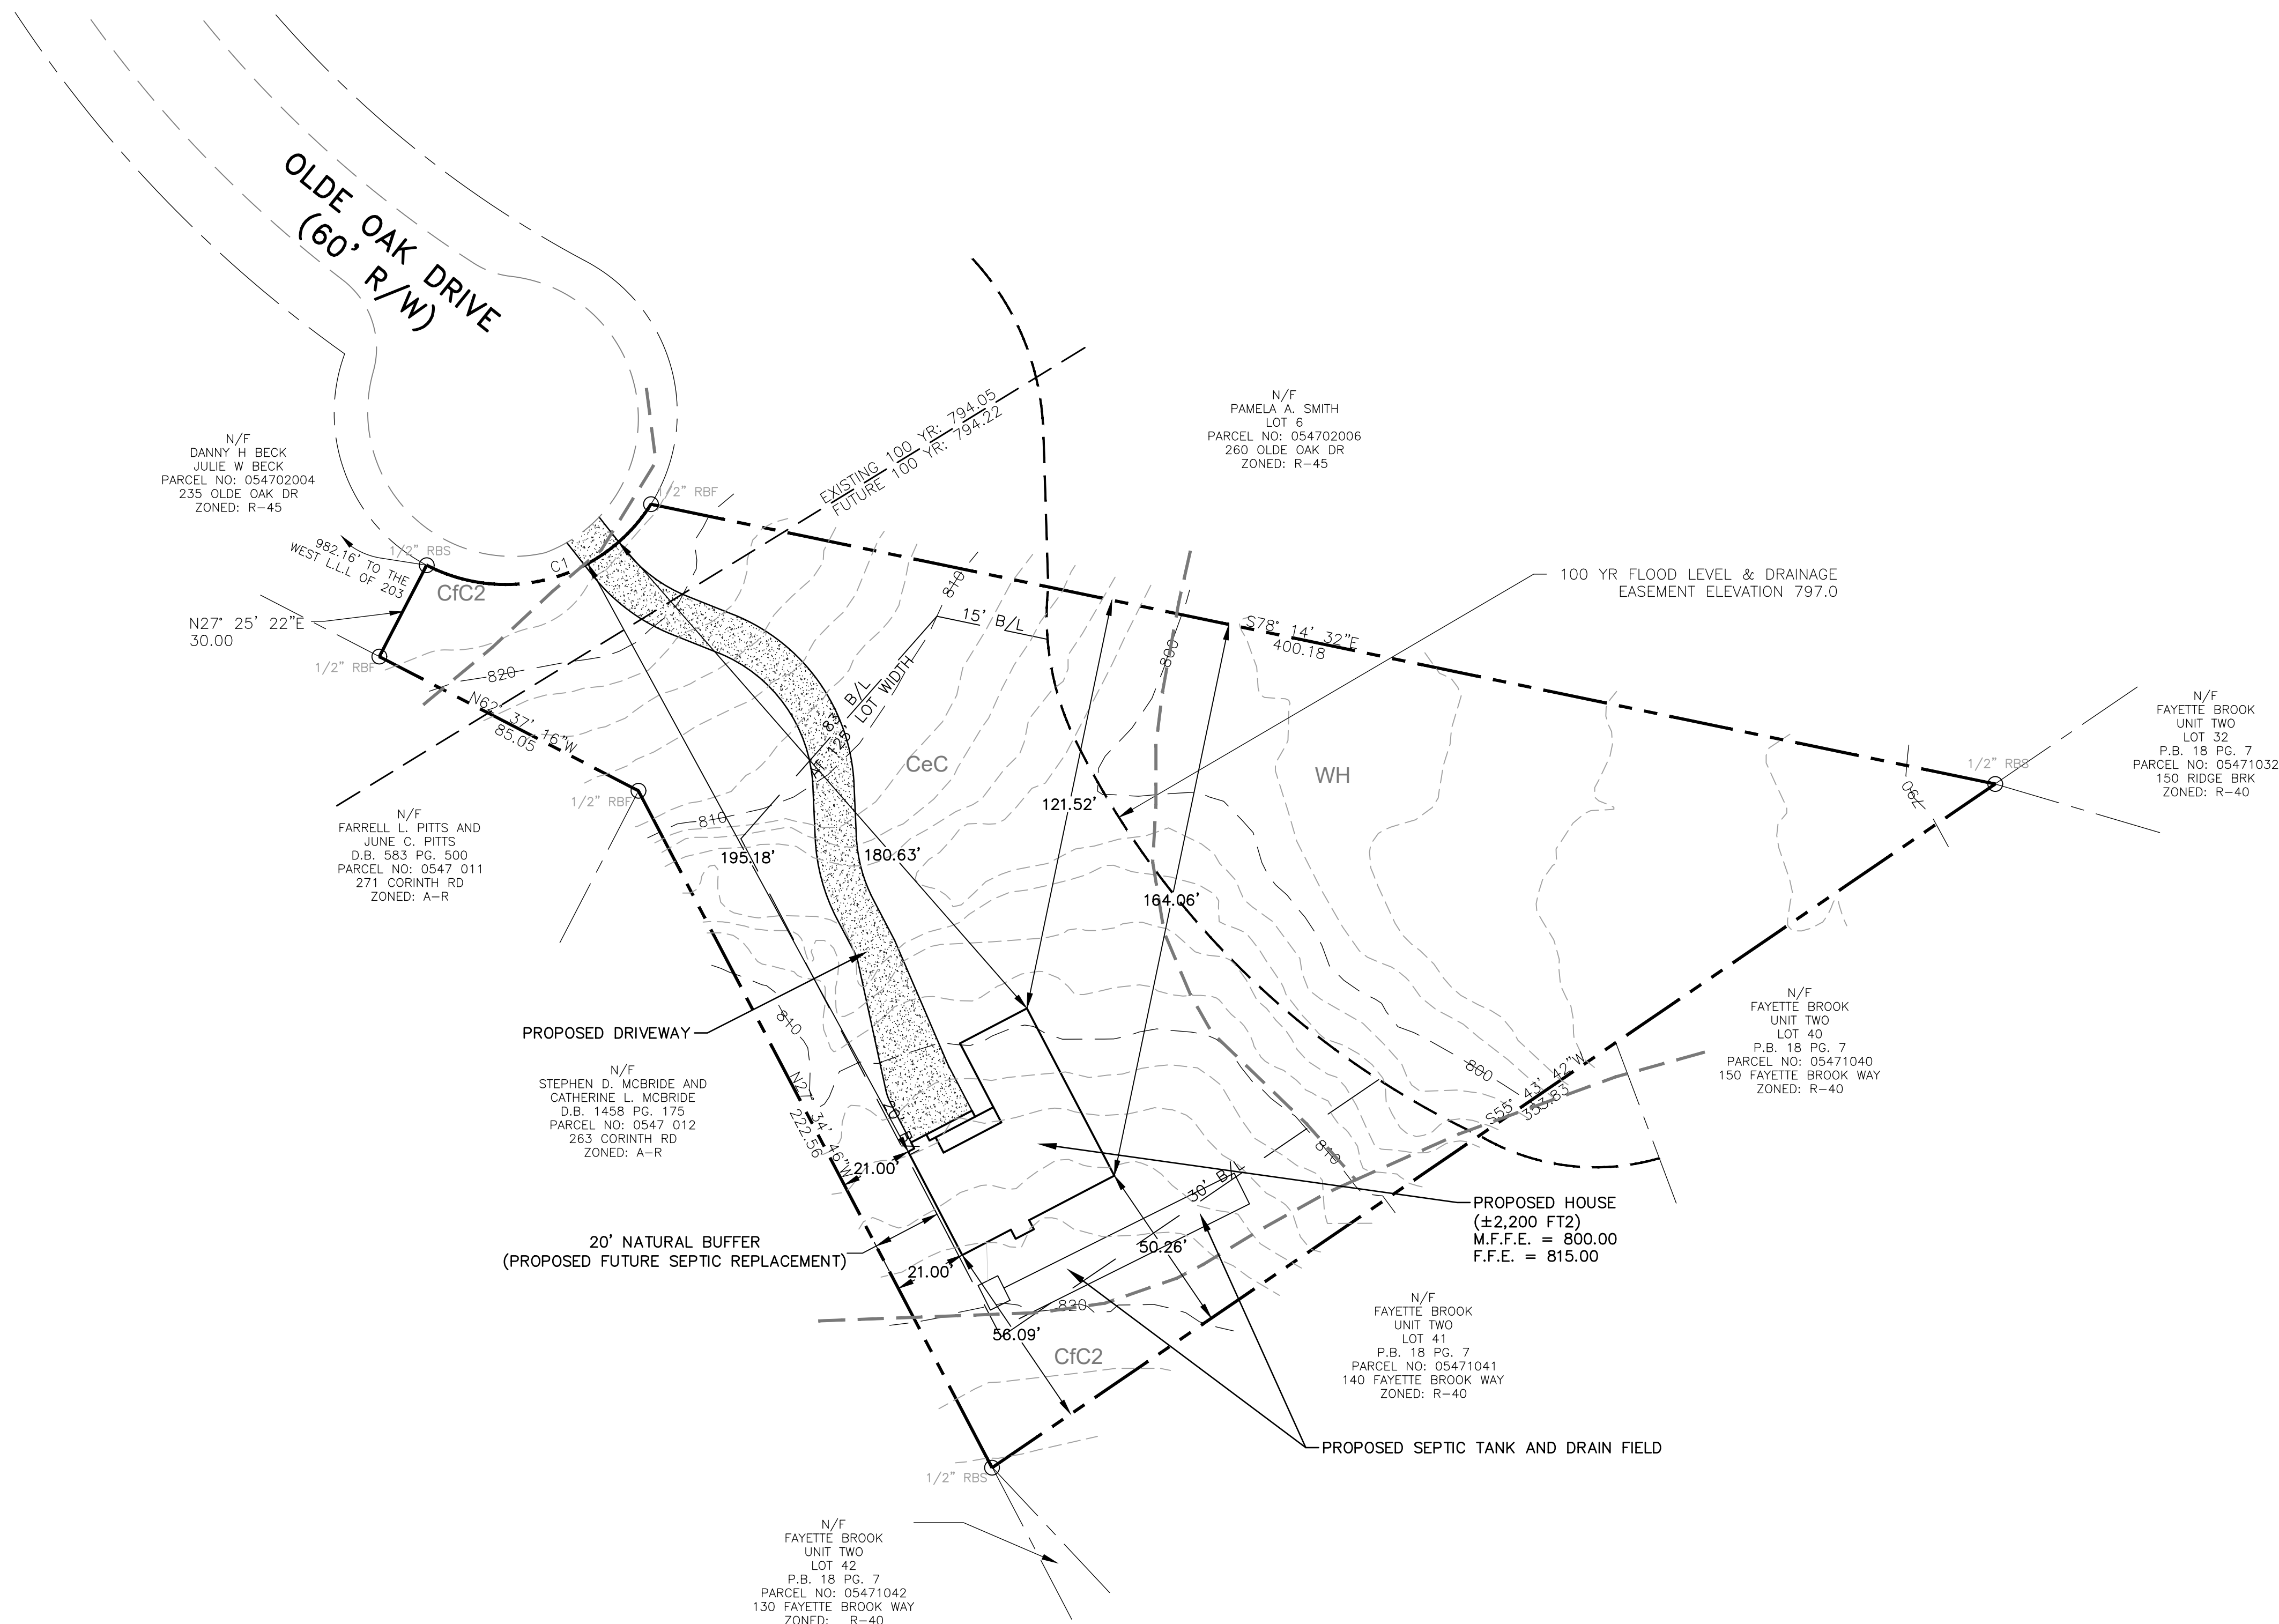 OLDE OAK DRIVE
(60' R/W)
N/F
PAMELA A. SMITH
LOT 6
PARCEL NO: 054702006
260 OLDE OAK DR
ZONED: R-45
EXISTING 100 YR: 794.05
FUTURE 100 YR: 794.22
N/F
DANNY H BECK
JULIE W BECK
PARCEL NO: 054702004
235 OLDE OAK DR
ZONED: R-45
1/2" RBF
982.16' TO THE
WEST L.L.L OF 203
1/2" RBS
C1
CfC2
N27° 25' 22"E
30.00
1/2" RBF
820
N62° 37' 16"W
85.05
810
15' B/L
83' B/L
AT 125' LOT WIDTH
100 YR FLOOD LEVEL & DRAINAGE
EASEMENT ELEVATION 797.0
S78° 14' 32"E
400.18
800
N/F
FAYETTE BROOK
UNIT TWO
LOT 32
P.B. 18 PG. 7
PARCEL NO: 05471032
150 RIDGE BRK
ZONED: R-40
1/2" RBS
790
CeC
WH
1/2" RBF
121.52'
810
N/F
FARRELL L. PITTS AND
JUNE C. PITTS
D.B. 583 PG. 500
PARCEL NO: 0547 011
271 CORINTH RD
ZONED: A-R
195.18'
180.63'
164.06'
PROPOSED DRIVEWAY
810
N/F
FAYETTE BROOK
UNIT TWO
LOT 40
P.B. 18 PG. 7
PARCEL NO: 05471040
150 FAYETTE BROOK WAY
ZONED: R-40
N/F
STEPHEN D. MCBRIDE AND
CATHERINE L. MCBRIDE
D.B. 1458 PG. 175
PARCEL NO: 0547 012
263 CORINTH RD
ZONED: A-R
N27° 34' 46"W
222.56
20'
800
S55° 43' 42"W
353.83
810
21.00'
30' B/L
PROPOSED HOUSE
(±2,200 FT2)
M.F.F.E. = 800.00
F.F.E. = 815.00
20' NATURAL BUFFER
(PROPOSED FUTURE SEPTIC REPLACEMENT)
21.00'
50.26'
820
56.09'
CfC2
N/F
FAYETTE BROOK
UNIT TWO
LOT 41
P.B. 18 PG. 7
PARCEL NO: 05471041
140 FAYETTE BROOK WAY
ZONED: R-40
PROPOSED SEPTIC TANK AND DRAIN FIELD
1/2" RBS
N/F
FAYETTE BROOK
UNIT TWO
LOT 42
P.B. 18 PG. 7
PARCEL NO: 05471042
130 FAYETTE BROOK WAY
ZONED: R-40